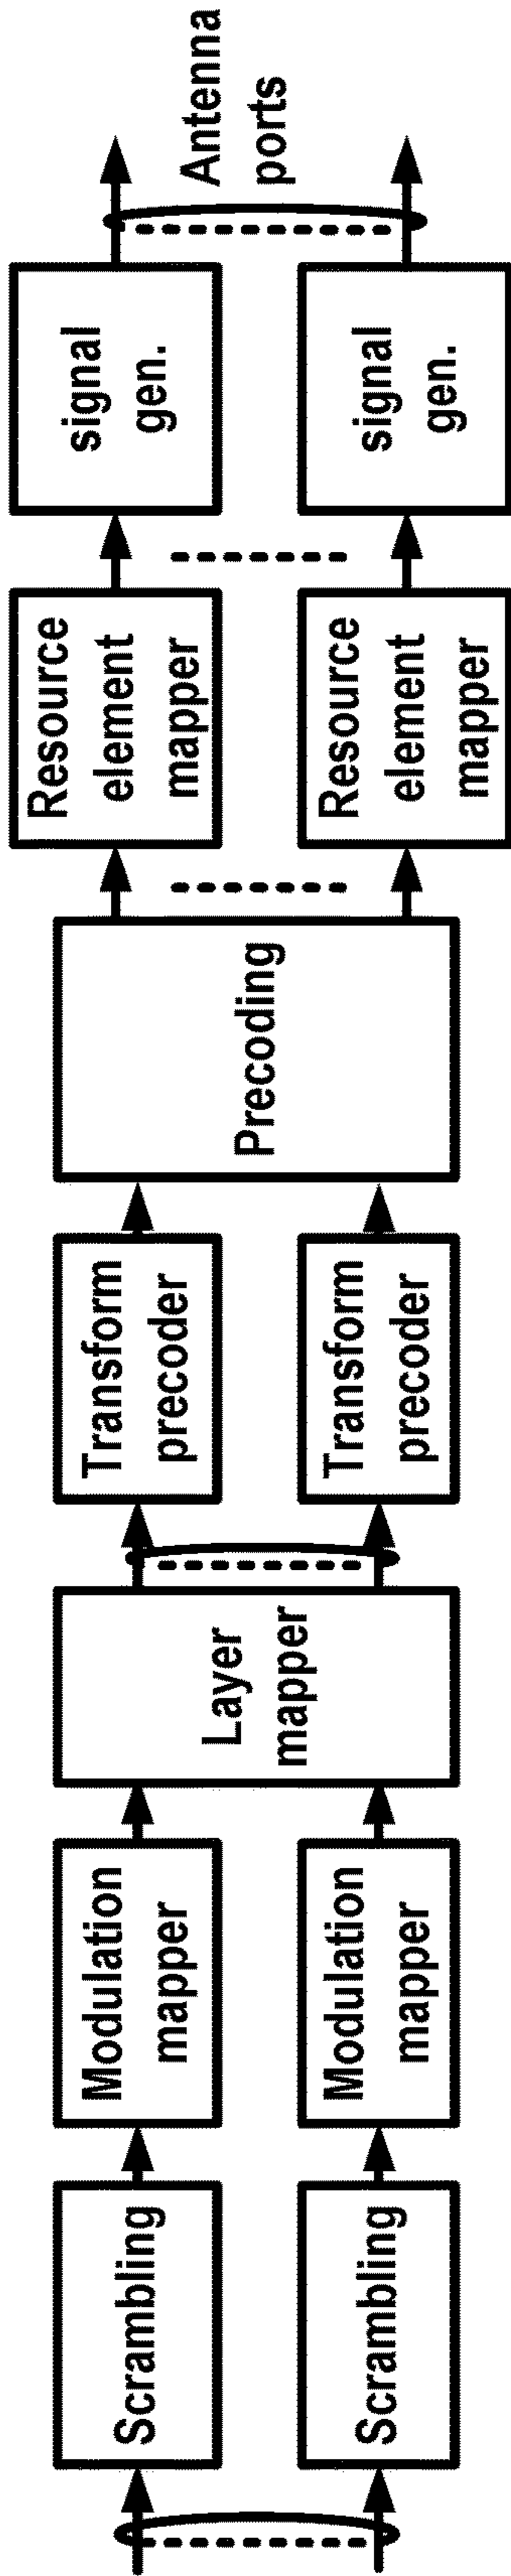 Scrambling
Scrambling
Modulation
mapper
Modulation
mapper
Layer
mapper
Transform
precoder
Transform
precoder
Precoding
Resource
element
mapper
Resource
element
mapper
signal
gen.
signal
gen.
Antenna
ports